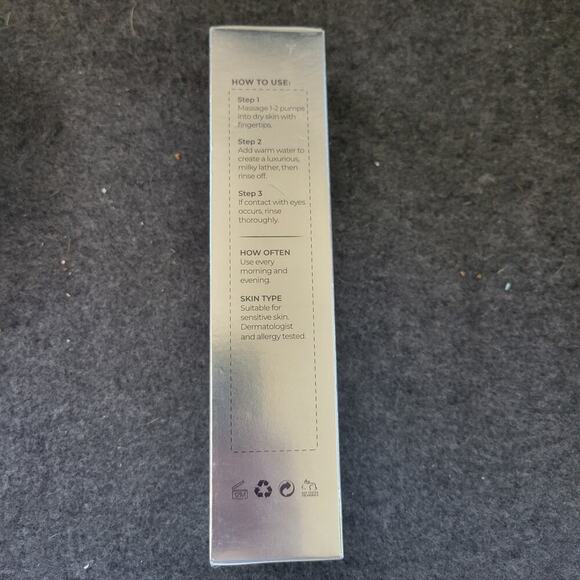 HOW TO USE:
Step 1
Massage 1-2 pumps
into dry skin with
fingertips.
Step 2
Add warm water to
create a luxurious,
milky lather, then
rinse off.
Step 3
If contact with eyes
occurs, rinse
thoroughly.
HOW OFTEN
Use every
morning and
evening.
SKIN TYPE
Suitable for
sensitive skin.
Dermatologist
and allergy tested.
12M